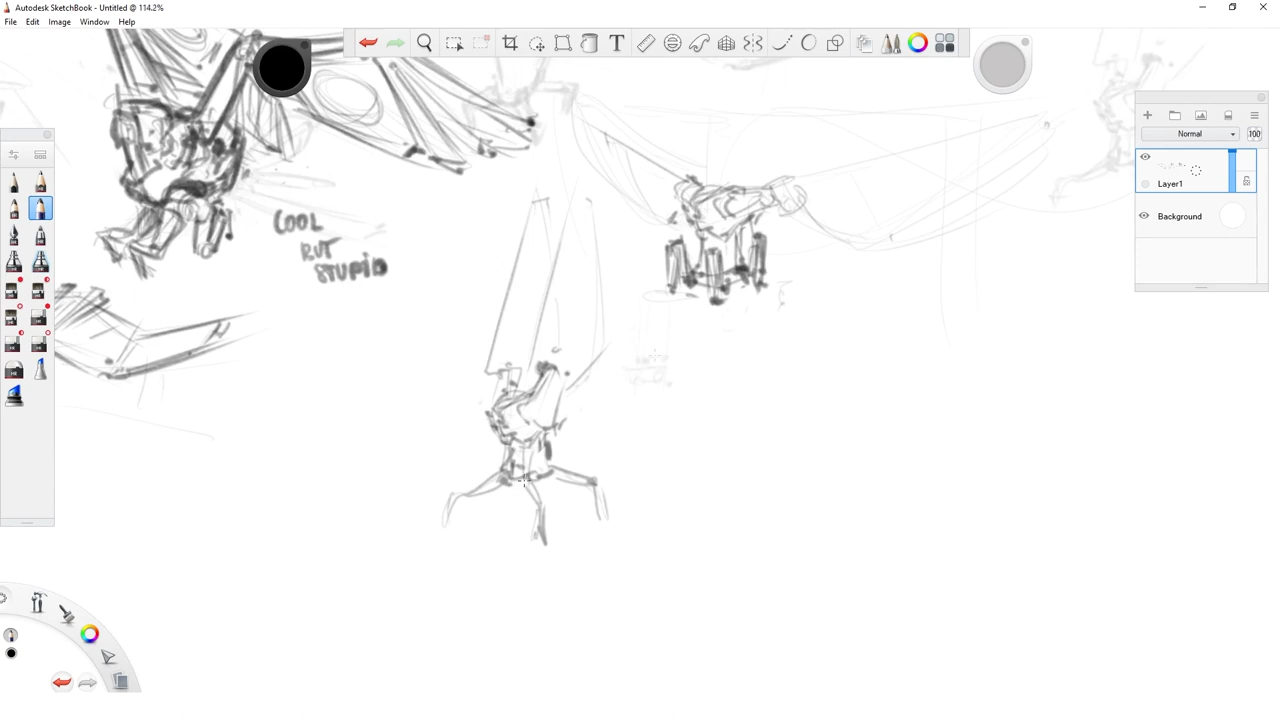 Autodesk SketchBook - Untitled @ 114.2%
File Edit Image Window Help
Normal
100
Layer1
Background
COOL
BUT
STUPID